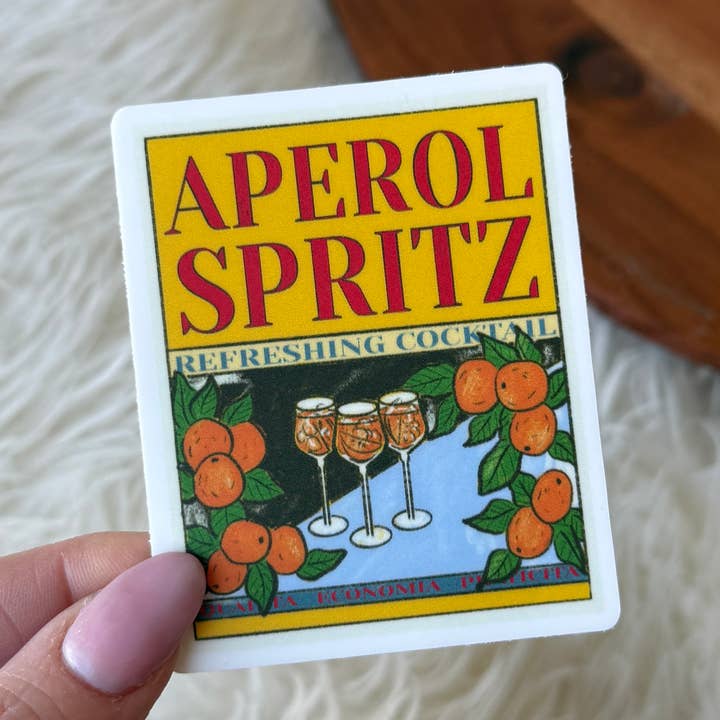 APEROL
SPRITZ
REFRESHING COCKTAIL
ECONOMIA